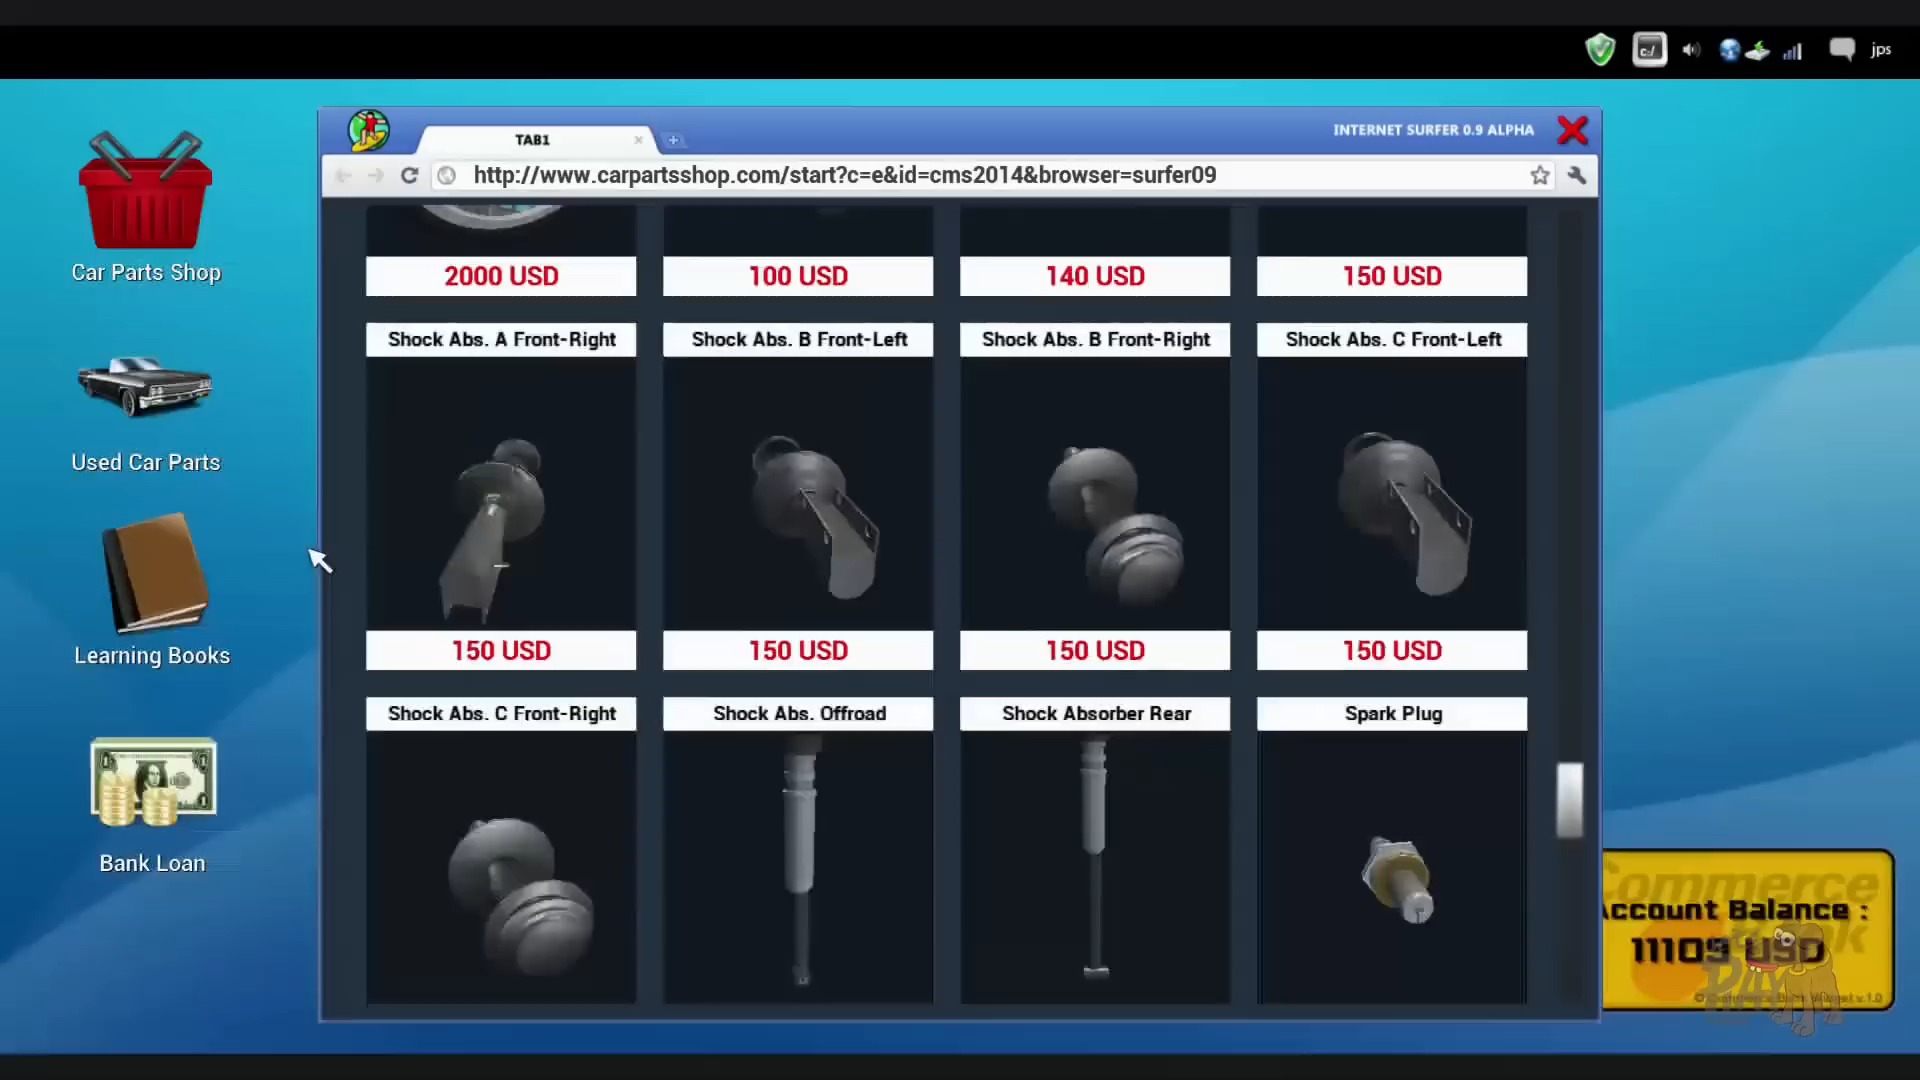 c:/
jps
TAB1
INTERNET SURFER 0.9 ALPHA
http://www.carpartsshop.com/start?c=e&id=cms2014&browser=surfer09
Car Parts Shop
Used Car Parts
Learning Books
Bank Loan
2000 USD
100 USD
140 USD
150 USD
Shock Abs. A Front-Right
Shock Abs. B Front-Left
Shock Abs. B Front-Right
Shock Abs. C Front-Left
150 USD
150 USD
150 USD
150 USD
Shock Abs. C Front-Right
Shock Abs. Offroad
Shock Absorber Rear
Spark Plug
Commerce
Account Balance :
11109 USD